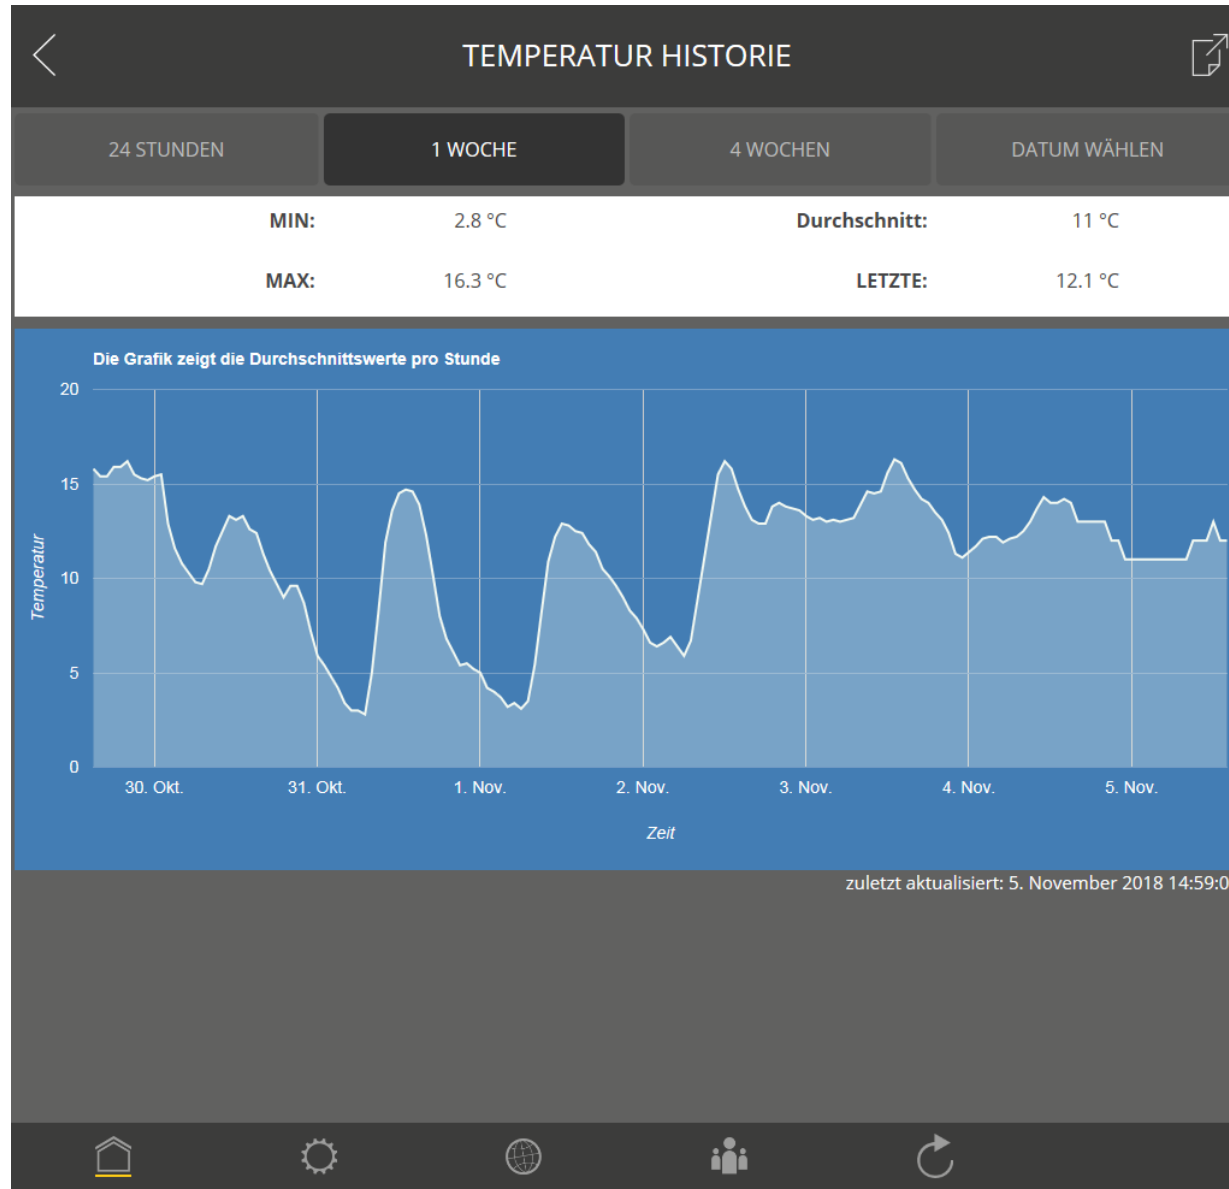 TEMPERATUR HISTORIE
24 STUNDEN 1 WOCHE 4 WOCHEN DATUM WÄHLEN
MIN: 2.8 °C Durchschnitt: 11 °C
MAX: 16.3 °C LETZTE: 12.1 °C
Die Grafik zeigt die Durchschnittswerte pro Stunde
20
15
10
5
0
Temperatur
30. Okt. 31. Okt. 1. Nov. 2. Nov. 3. Nov. 4. Nov. 5. Nov.
Zeit
zuletzt aktualisiert: 5. November 2018 14:59:0